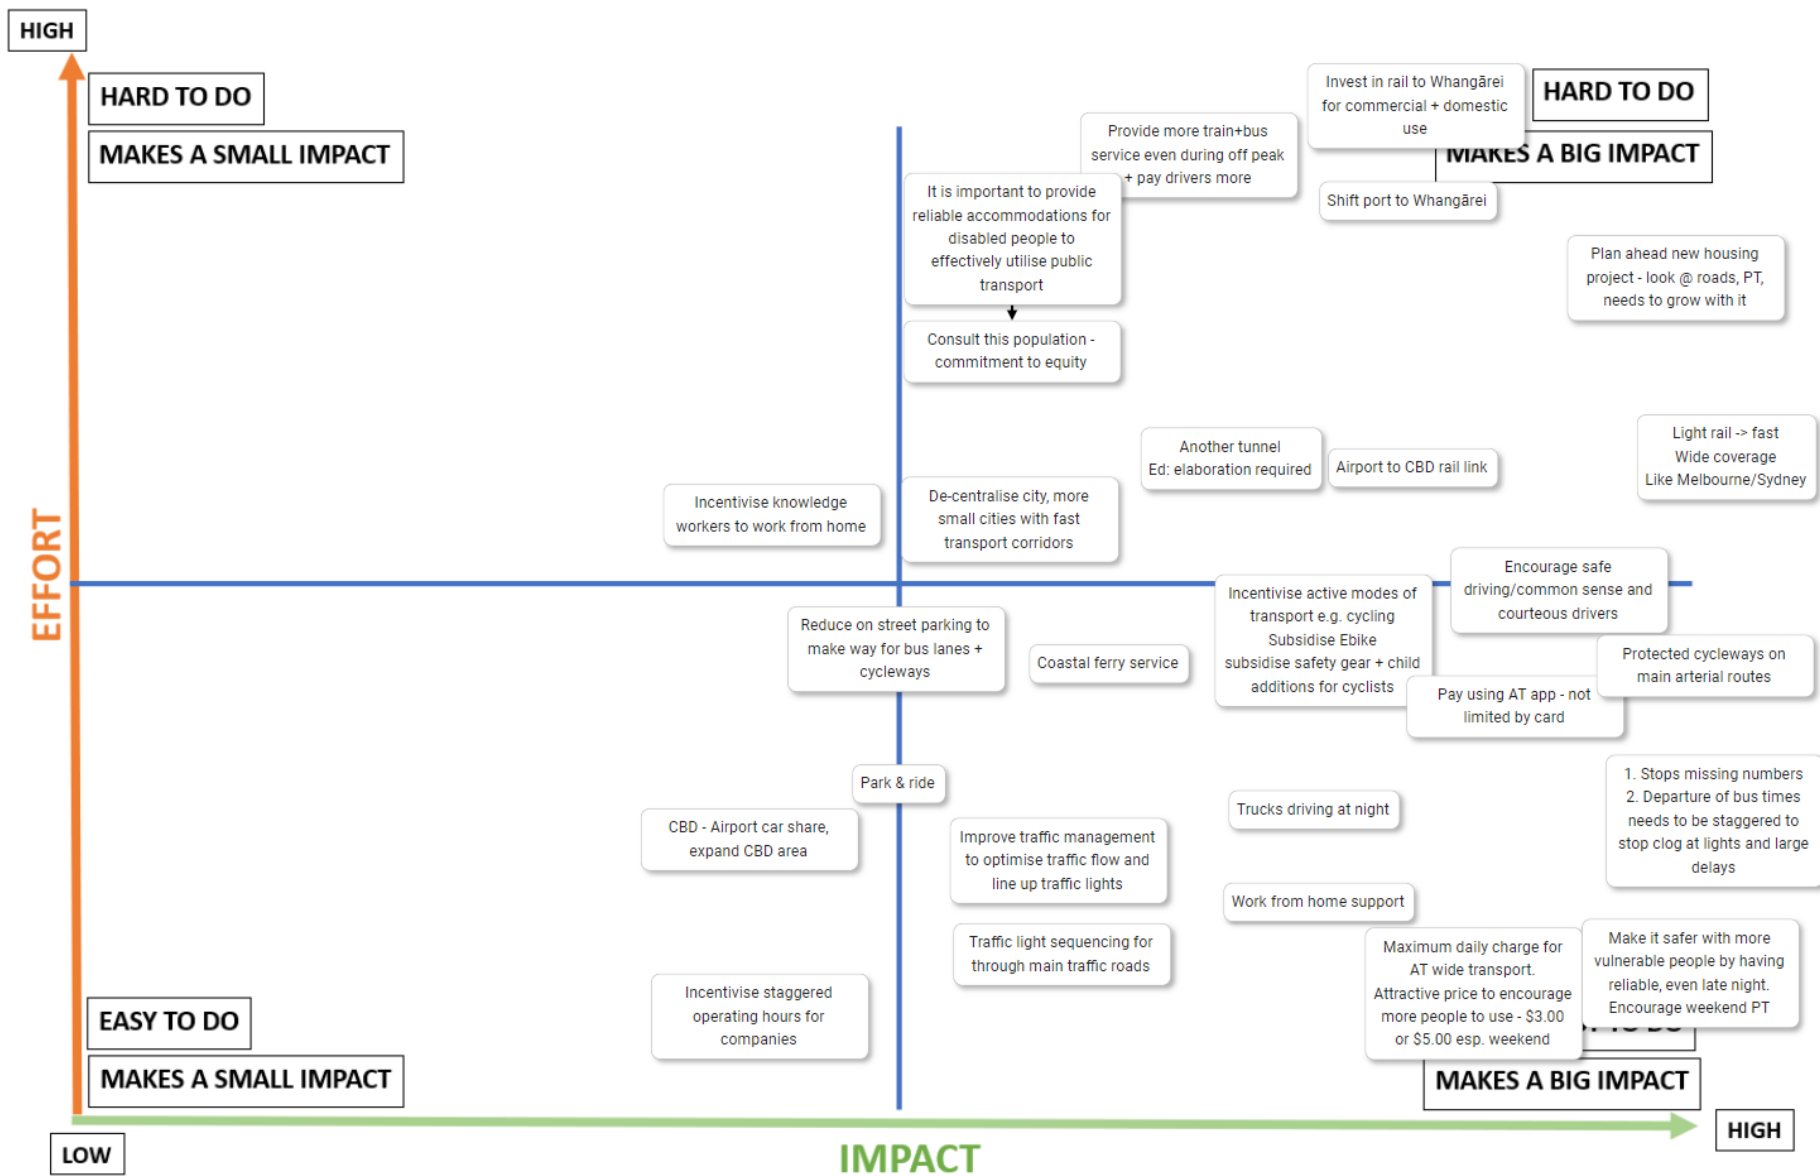 HIGH
HARD TO DO
MAKES A SMALL IMPACT
HARD TO DO
MAKES A BIG IMPACT
Invest in rail to Whangārei
for commercial + domestic
use
Provide more train+bus
service even during off peak
+ pay drivers more
It is important to provide
reliable accommodations for
disabled people to
effectively utilise public
transport
Shift port to Whangārei
Plan ahead new housing
project - look @ roads, PT,
needs to grow with it
Consult this population -
commitment to equity
Another tunnel
Ed: elaboration required
Airport to CBD rail link
Light rail -> fast
Wide coverage
Like Melbourne/Sydney
Incentivise knowledge
workers to work from home
De-centralise city, more
small cities with fast
transport corridors
EFFORT
Encourage safe
driving/common sense and
courteous drivers
Incentivise active modes of
transport e.g. cycling
Subsidise Ebike
subsidise safety gear + child
additions for cyclists
Reduce on street parking to
make way for bus lanes +
cycleways
Coastal ferry service
Protected cycleways on
main arterial routes
Pay using AT app - not
limited by card
Park & ride
1. Stops missing numbers
2. Departure of bus times
needs to be staggered to
stop clog at lights and large
delays
Trucks driving at night
CBD - Airport car share,
expand CBD area
Improve traffic management
to optimise traffic flow and
line up traffic lights
Work from home support
Traffic light sequencing for
through main traffic roads
Maximum daily charge for
AT wide transport.
Attractive price to encourage
more people to use - $3.00
or $5.00 esp. weekend
Make it safer with more
vulnerable people by having
reliable, even late night.
Encourage weekend PT
Incentivise staggered
operating hours for
companies
EASY TO DO
MAKES A SMALL IMPACT
TO DO
MAKES A BIG IMPACT
LOW
IMPACT
HIGH